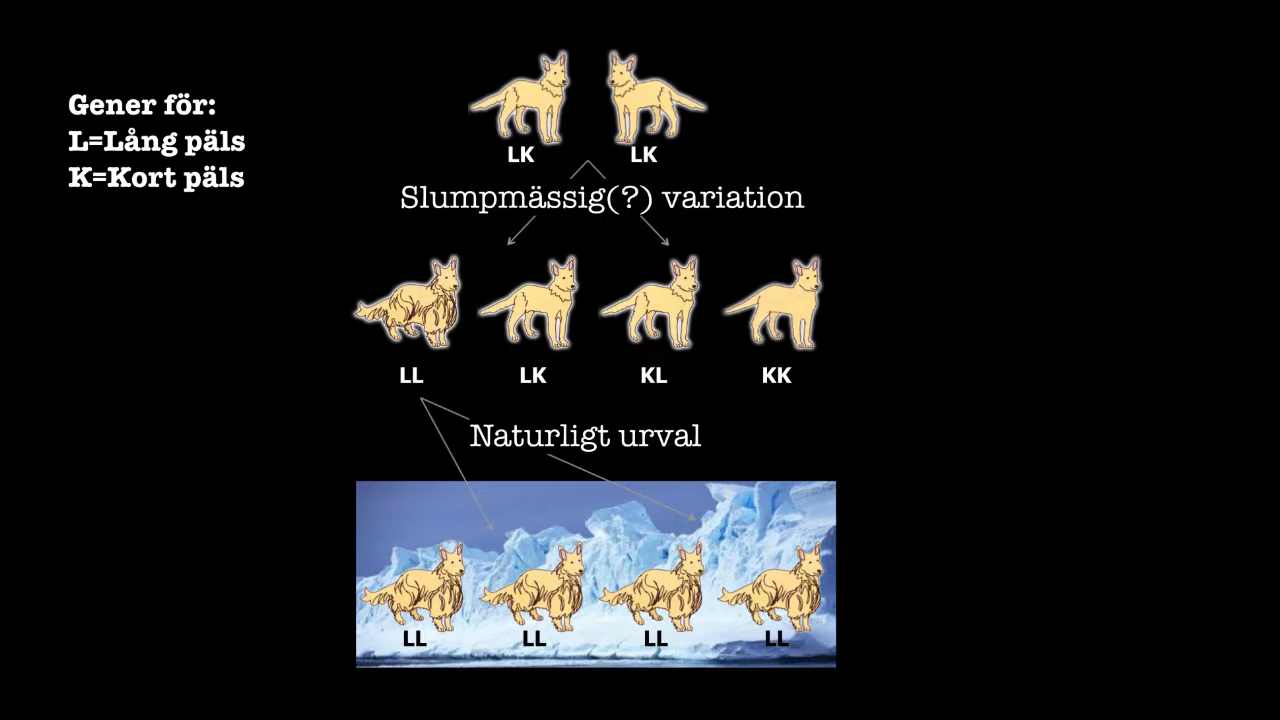 Gener för:
L=Lång päls
K=Kort päls
LK LK
Slumpmässig(?) variation
LL LK KL KK
Naturligt urval
LL LL LL LL